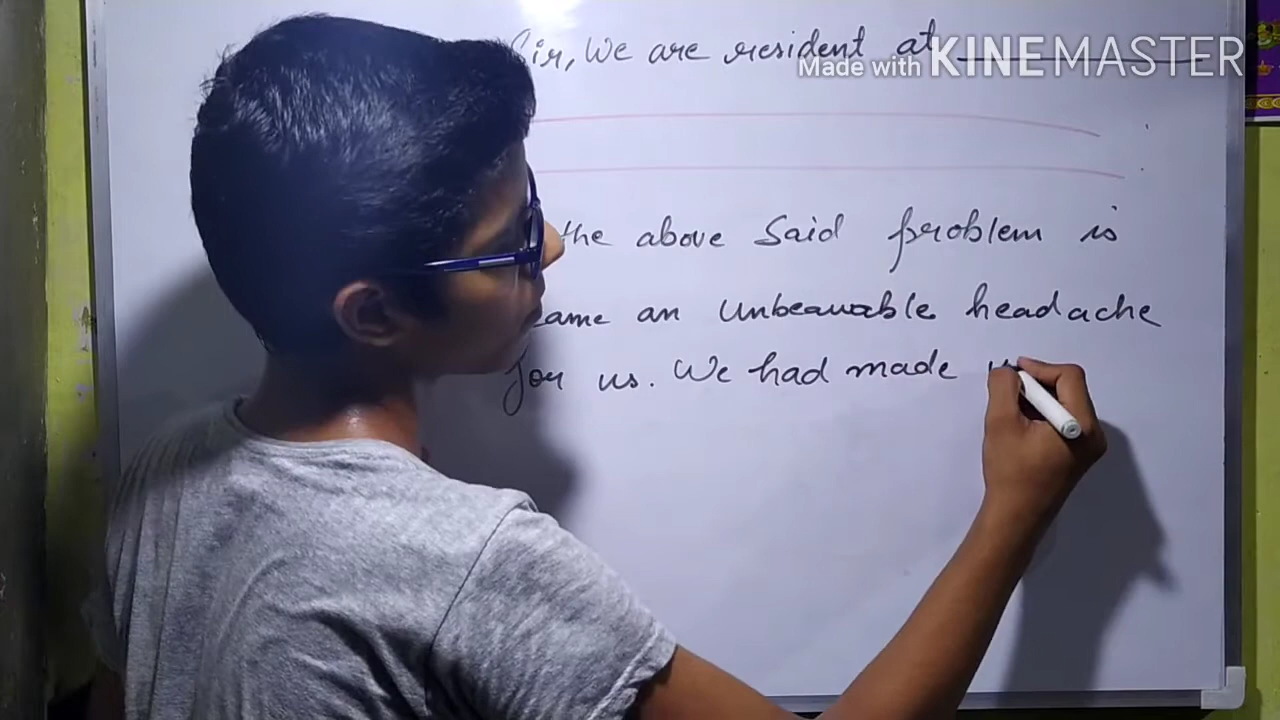 Sir, We are resident at
Made with KINEMASTER
the above Said problem is
came an unbearable headache
for us. We had made